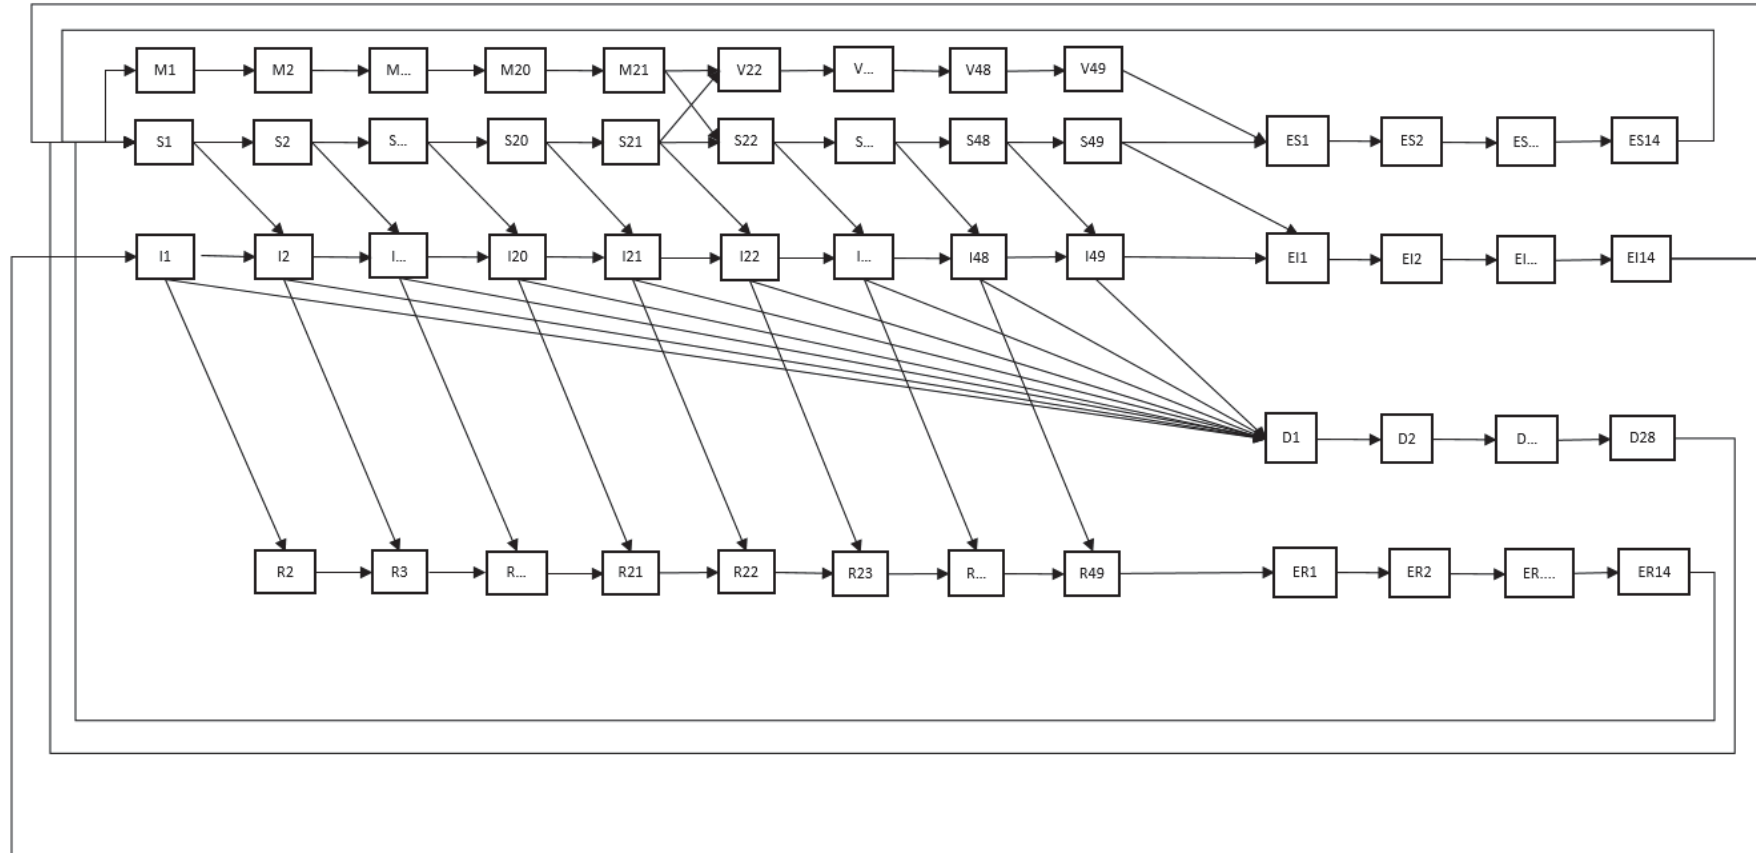 M1 M2 M... M20 M21 V22 V... V48 V49
S1 S2 S... S20 S21 S22 S... S48 S49 ES1 ES2 ES... ES14
I1 I2 I... I20 I21 I22 I... I48 I49 EI1 EI2 EI... EI14
D1 D2 D... D28
R2 R3 R... R21 R22 R23 R... R49 ER1 ER2 ER.... ER14